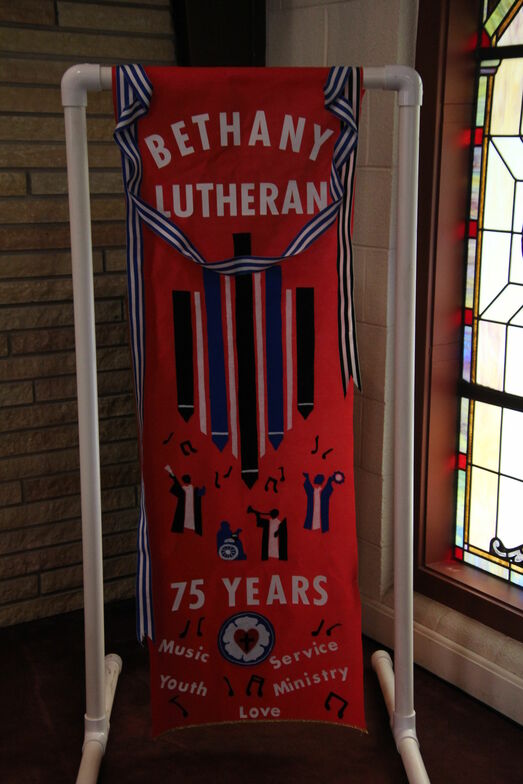 BETHANY
LUTHERAN
75 YEARS
Music Service
Youth Ministry
Love